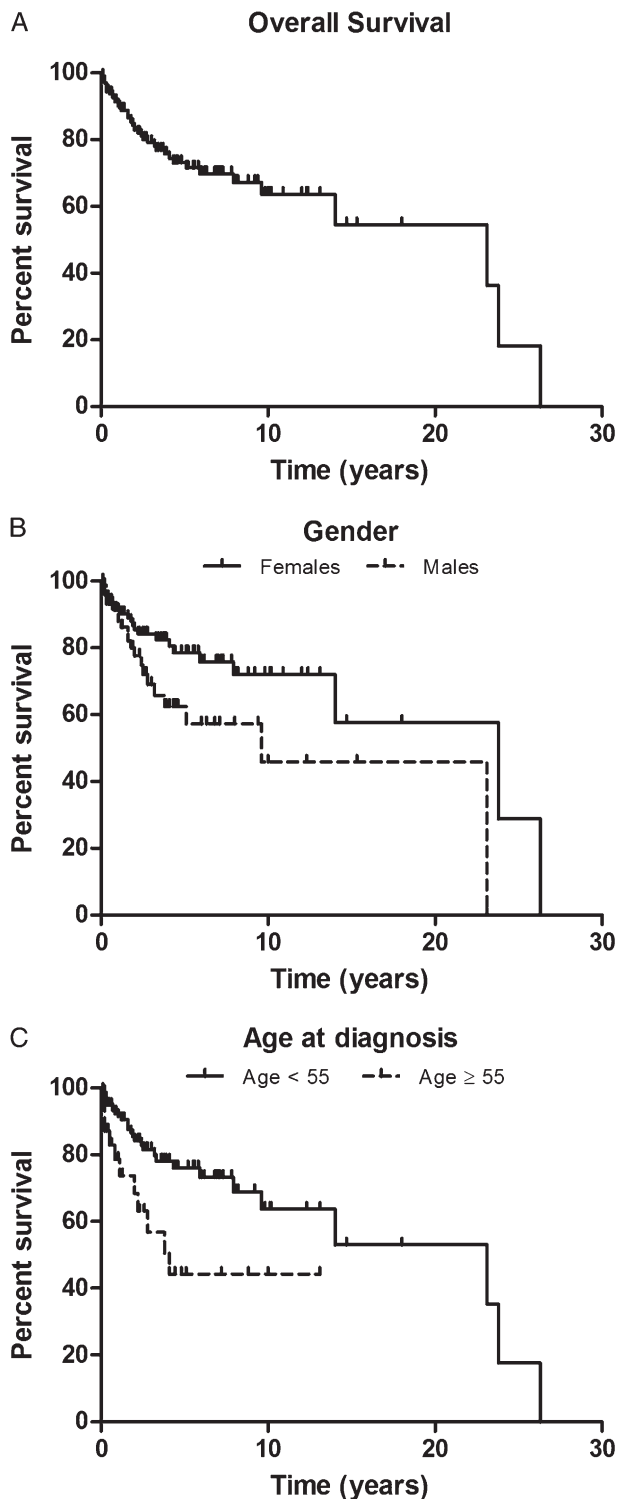 A
Overall Survival
Percent survival
100
80
60
40
20
0
0 10 20 30
Time (years)
B
Gender
Females Males
Percent survival
100
80
60
40
20
0
0 10 20 30
Time (years)
C
Age at diagnosis
Age < 55 Age ≥ 55
Percent survival
100
80
60
40
20
0
0 10 20 30
Time (years)